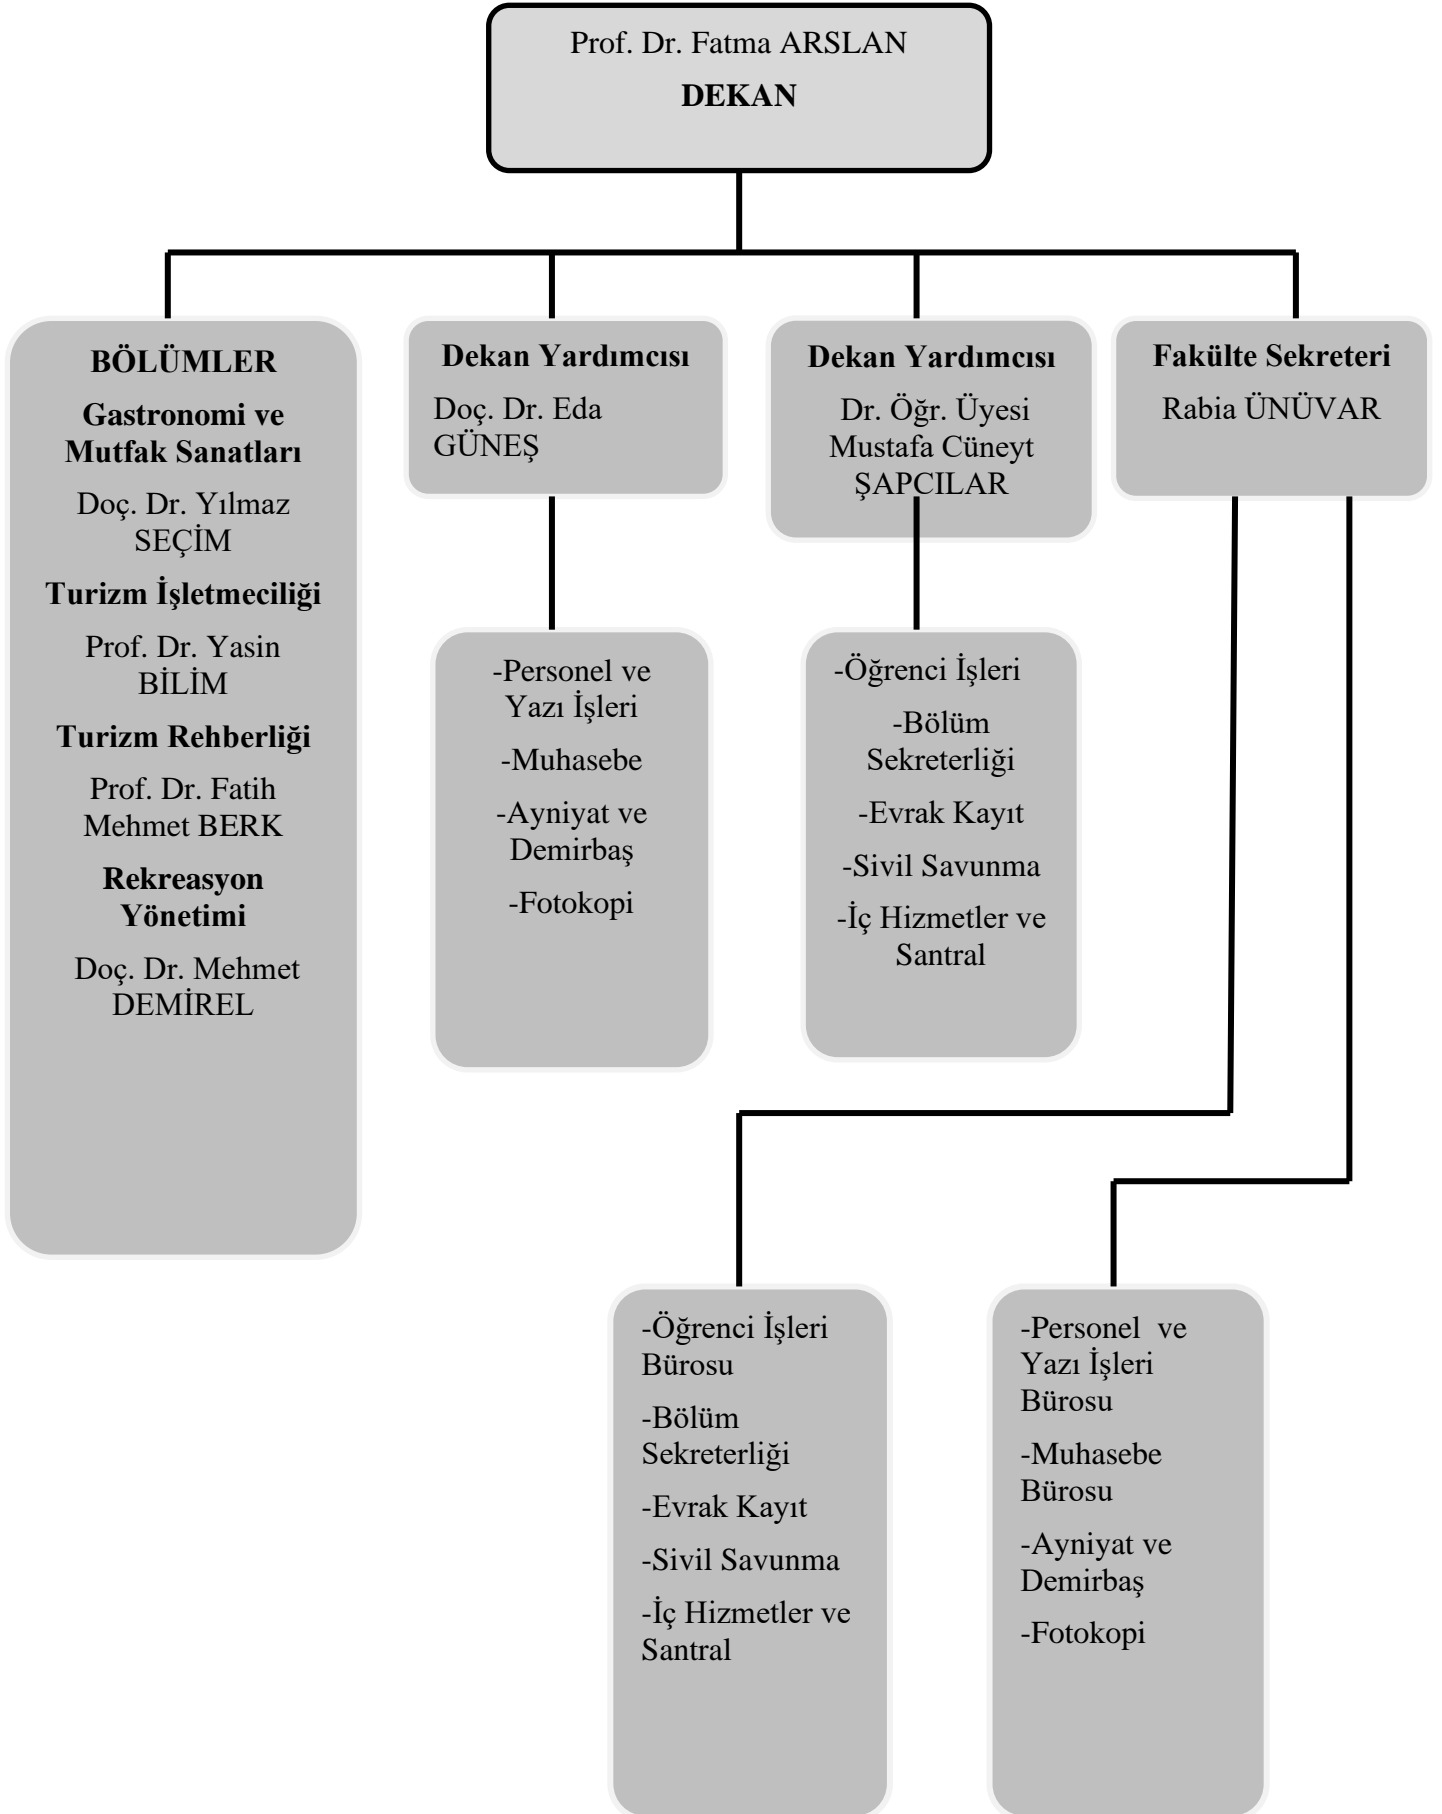 Prof. Dr. Fatma ARSLAN
DEKAN
BÖLÜMLER
Gastronomi ve
Mutfak Sanatları
Doç. Dr. Yılmaz
SEÇİM
Turizm İşletmeciliği
Prof. Dr. Yasin
BİLİM
Turizm Rehberliği
Prof. Dr. Fatih
Mehmet BERK
Rekreasyon
Yönetimi
Doç. Dr. Mehmet
DEMİREL
Dekan Yardımcısı
Doç. Dr. Eda
GÜNEŞ
Dekan Yardımcısı
Dr. Öğr. Üyesi
Mustafa Cüneyt
ŞAPCILAR
Fakülte Sekreteri
Rabia ÜNÜVAR
-Personel ve
Yazı İşleri
-Muhasebe
-Ayniyat ve
Demirbaş
-Fotokopi
-Öğrenci İşleri
-Bölüm
Sekreterliği
-Evrak Kayıt
-Sivil Savunma
-İç Hizmetler ve
Santral
-Öğrenci İşleri
Bürosu
-Bölüm
Sekreterliği
-Evrak Kayıt
-Sivil Savunma
-İç Hizmetler ve
Santral
-Personel  ve
Yazı İşleri
Bürosu
-Muhasebe
Bürosu
-Ayniyat ve
Demirbaş
-Fotokopi